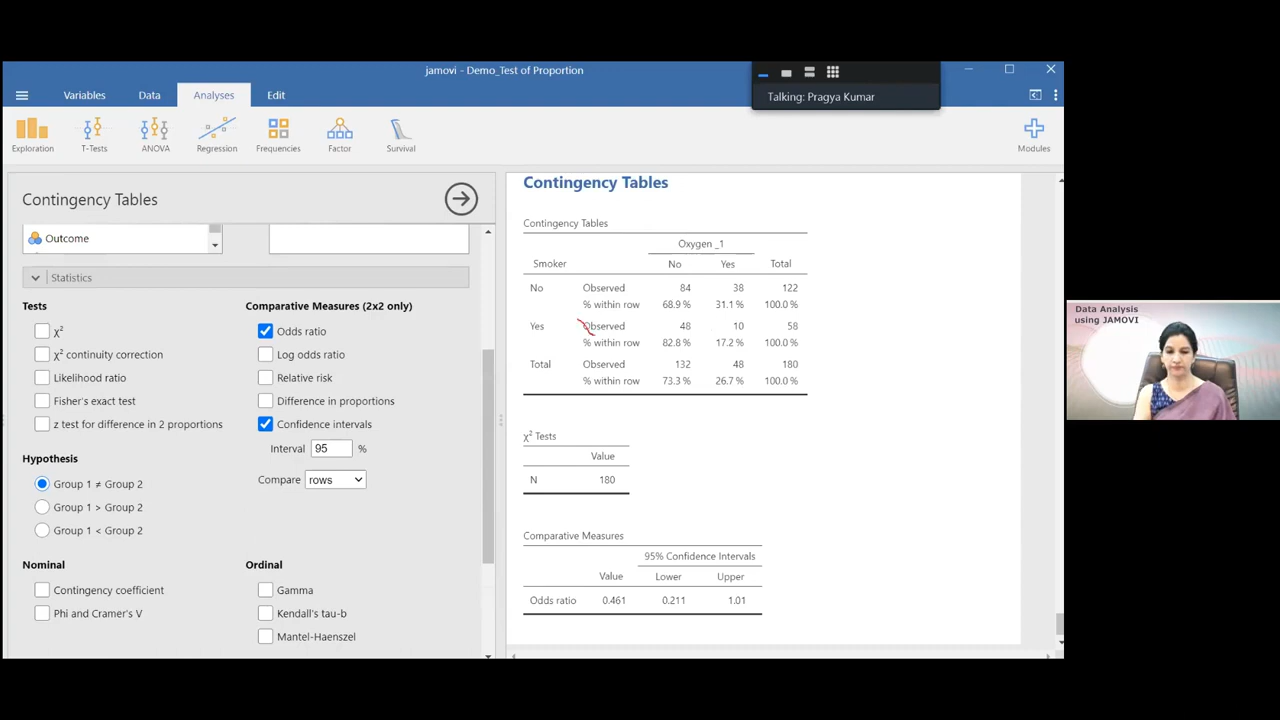 jamovi - Demo_Test of Proportion
Talking: Pragya Kumar
Variables Data Analyses Edit
Exploration T-Tests ANOVA Regression Frequencies Factor Survival Modules
Contingency Tables
Outcome
Statistics
Tests
χ²
χ² continuity correction
Likelihood ratio
Fisher's exact test
z test for difference in 2 proportions
Comparative Measures (2x2 only)
Odds ratio
Log odds ratio
Relative risk
Difference in proportions
Confidence intervals
Interval 95 %
Compare rows
Hypothesis
Group 1 ≠ Group 2
Group 1 > Group 2
Group 1 < Group 2
Nominal
Contingency coefficient
Phi and Cramer's V
Ordinal
Gamma
Kendall's tau-b
Mantel-Haenszel
Contingency Tables
Contingency Tables
Oxygen _1
Smoker No Yes Total
No Observed 84 38 122
% within row 68.9 % 31.1 % 100.0 %
Yes Observed 48 10 58
% within row 82.8 % 17.2 % 100.0 %
Total Observed 132 48 180
% within row 73.3 % 26.7 % 100.0 %
χ² Tests
Value
N 180
Comparative Measures
95% Confidence Intervals
Value Lower Upper
Odds ratio 0.461 0.211 1.01
Data Analysis
using JAMOVI